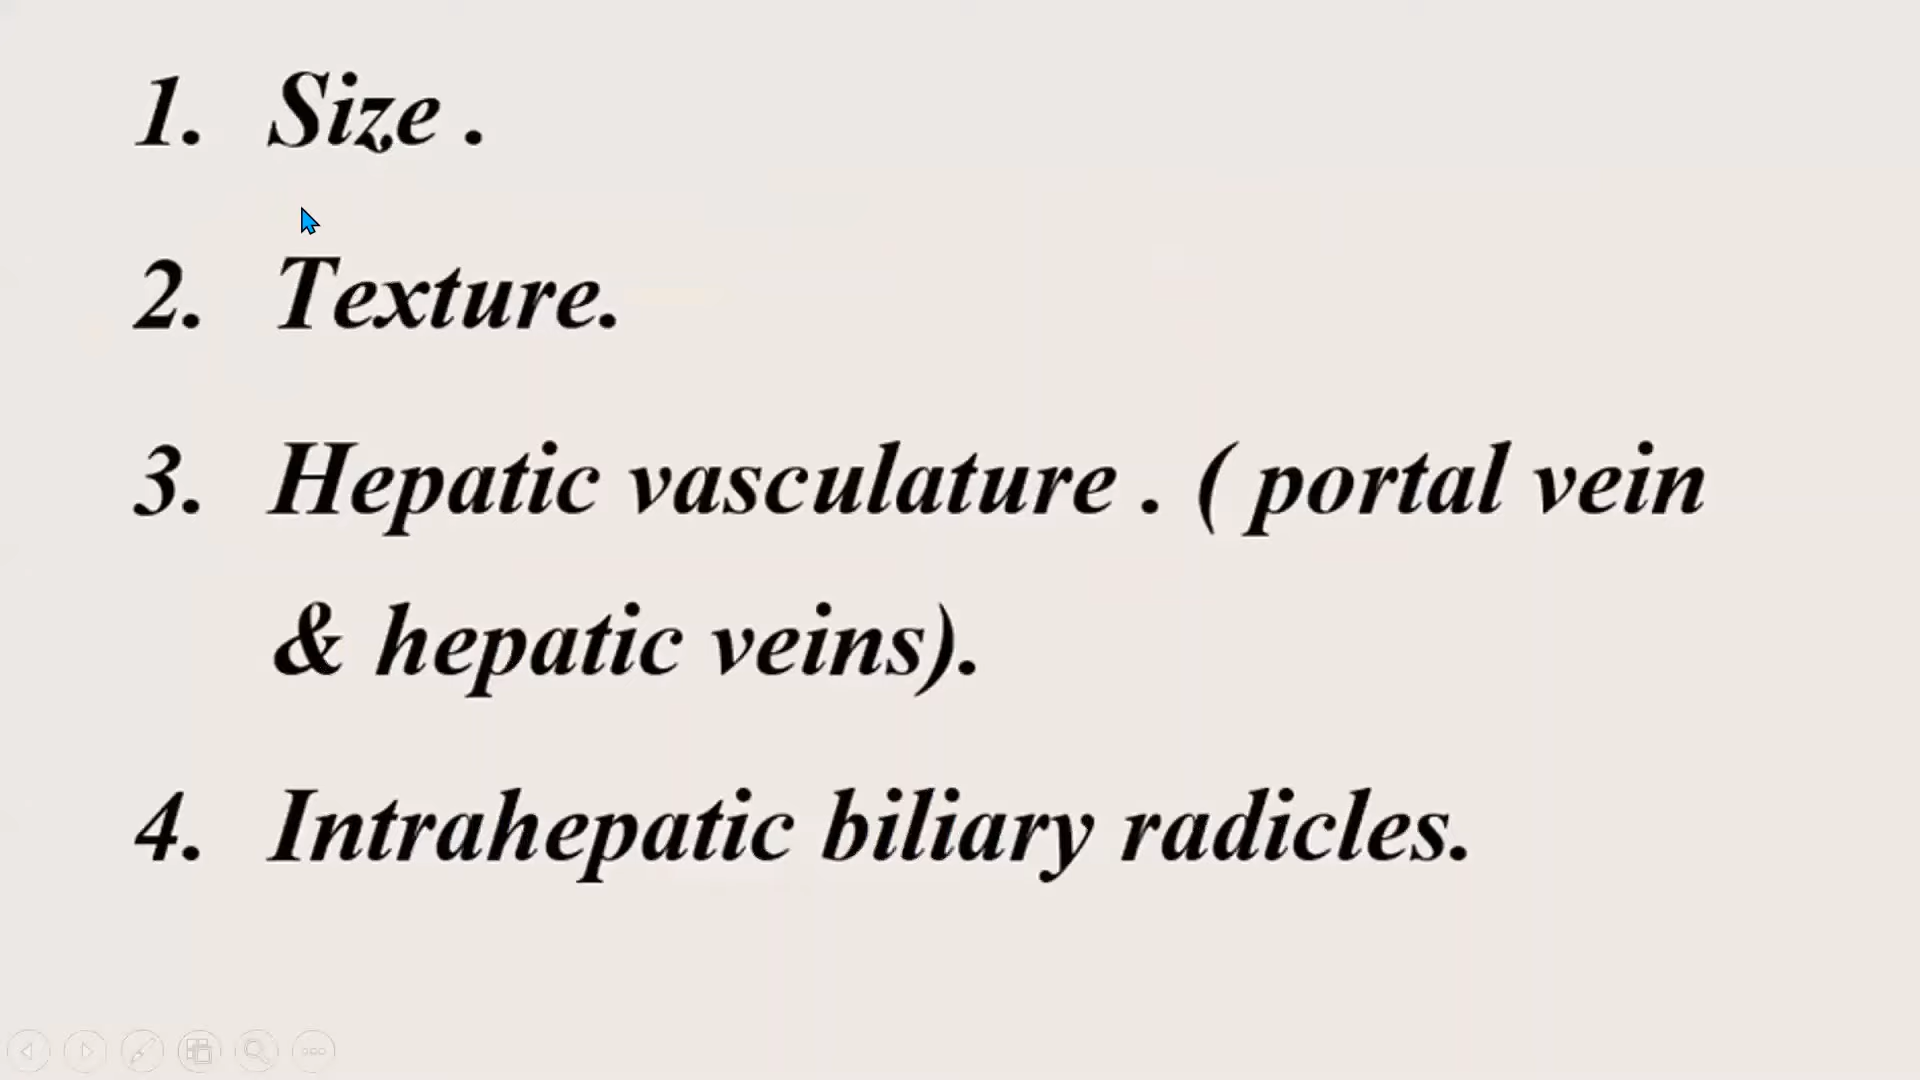 1. Size .
2. Texture.
3. Hepatic vasculature . ( portal vein
& hepatic veins).
4. Intrahepatic biliary radicles.